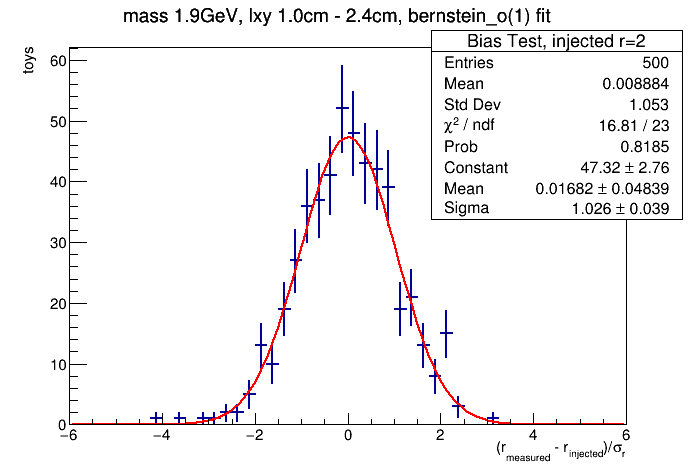 mass 1.9GeV, lxy 1.0cm - 2.4cm, bernstein_o(1) fit
Bias Test, injected r=2
Entries 500
Mean 0.008884
Std Dev 1.053
χ² / ndf 16.81 / 23
Prob 0.8185
Constant 47.32 ± 2.76
Mean 0.01682 ± 0.04839
Sigma 1.026 ± 0.039
toys
60
50
40
30
20
10
0
−6 −4 −2 0 2 4 6
(r_measured - r_injected)/σ_r